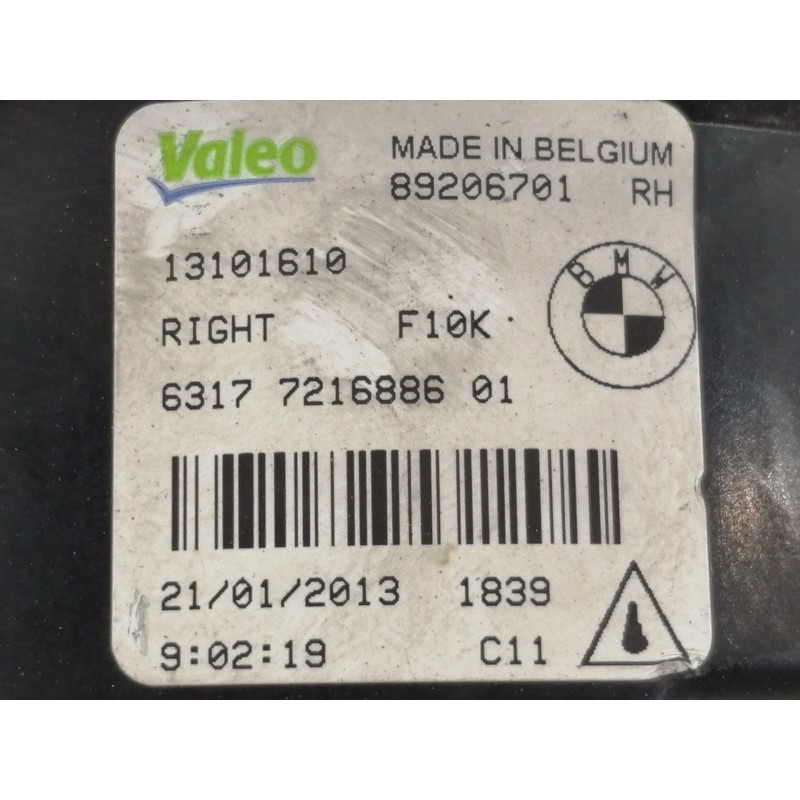 Valeo MADE IN BELGIUM
89206701 RH
13101610
BMW
RIGHT F10K
6317 7216886 01
21/01/2013 1839
9:02:19 C11